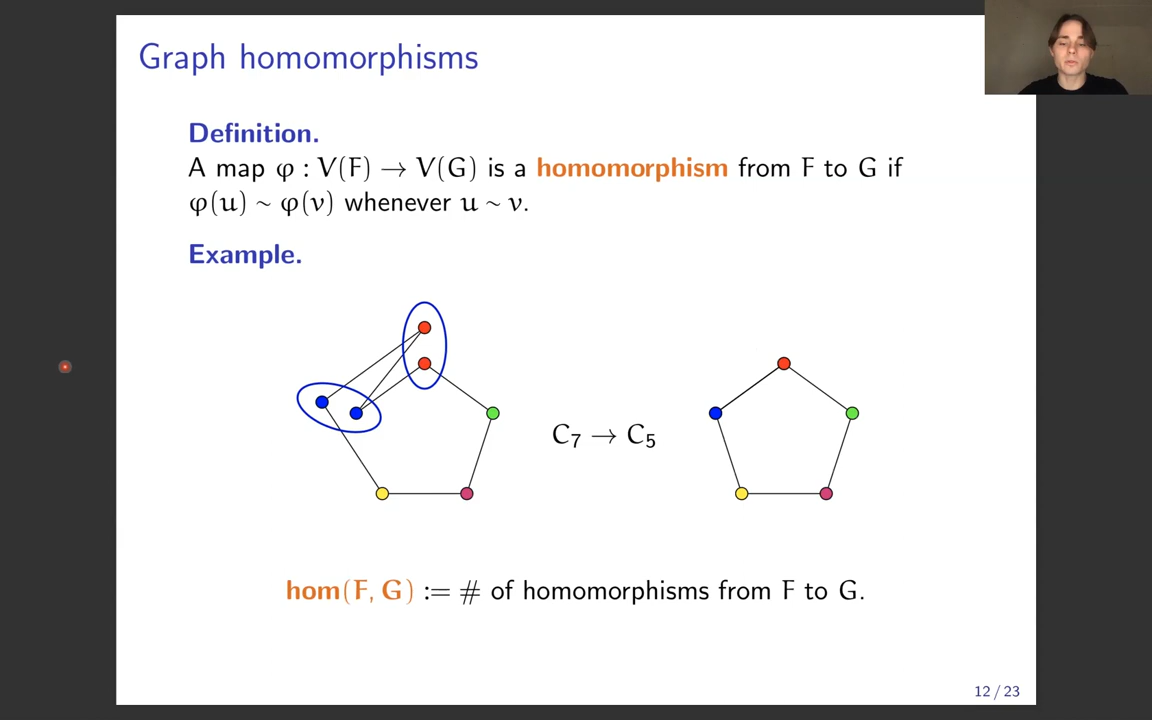 Graph homomorphisms
Definition.
A map φ : V(F) → V(G) is a homomorphism from F to G if
φ(u) ∼ φ(v) whenever u ∼ v.
Example.
C₇ → C₅
hom(F, G) := # of homomorphisms from F to G.
12 / 23